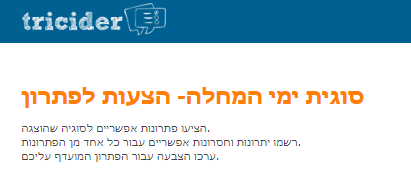 tricider
סוגית ימי המחלה- הצעות לפתרון
הציעו פתרונות אפשריים לסוגיה שהוצגה.
רשמו יתרונות וחסרונות אפשריים עבור כל אחד מן הפתרונות.
ערכו הצבעה עבור הפתרון המועדף עליכם.